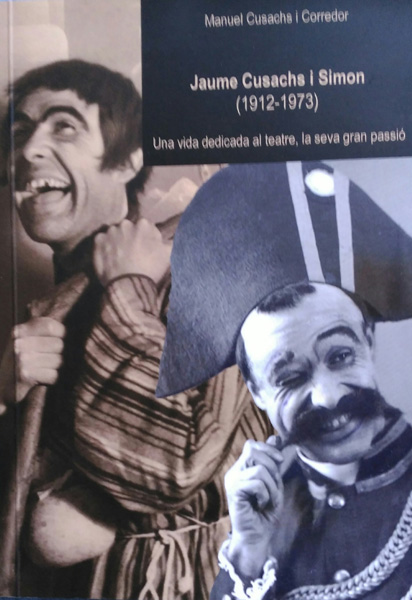 Manuel Cusachs i Corredor
Jaume Cusachs i Simon
(1912-1973)
Una vida dedicada al teatre, la seva gran passió